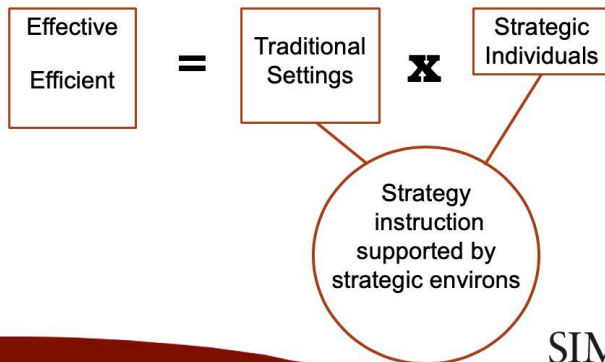 Effective
Efficient
=
Traditional
Settings
x
Strategic
Individuals
Strategy
instruction
supported by
strategic environs